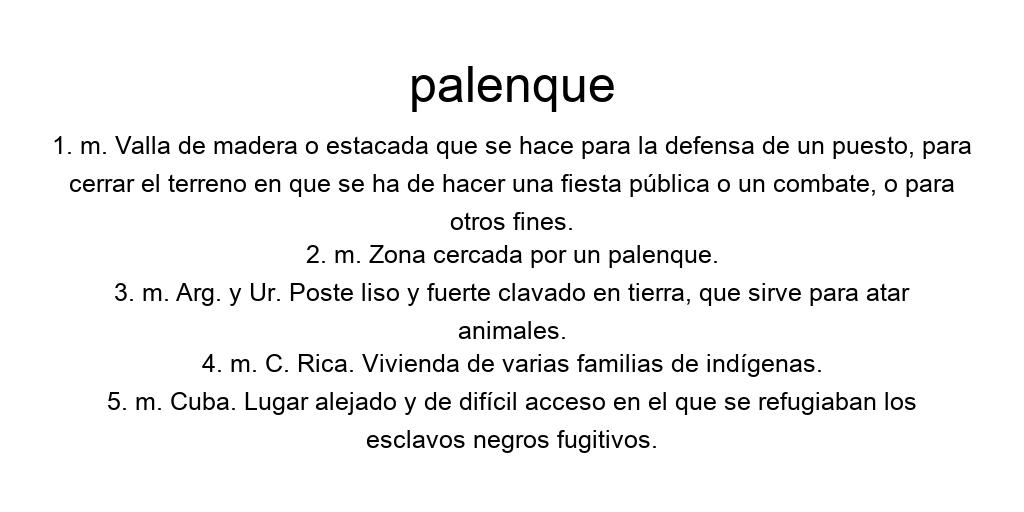 palenque
1. m. Valla de madera o estacada que se hace para la defensa de un puesto, para
cerrar el terreno en que se ha de hacer una fiesta pública o un combate, o para
otros fines.
2. m. Zona cercada por un palenque.
3. m. Arg. y Ur. Poste liso y fuerte clavado en tierra, que sirve para atar
animales.
4. m. C. Rica. Vivienda de varias familias de indígenas.
5. m. Cuba. Lugar alejado y de difícil acceso en el que se refugiaban los
esclavos negros fugitivos.